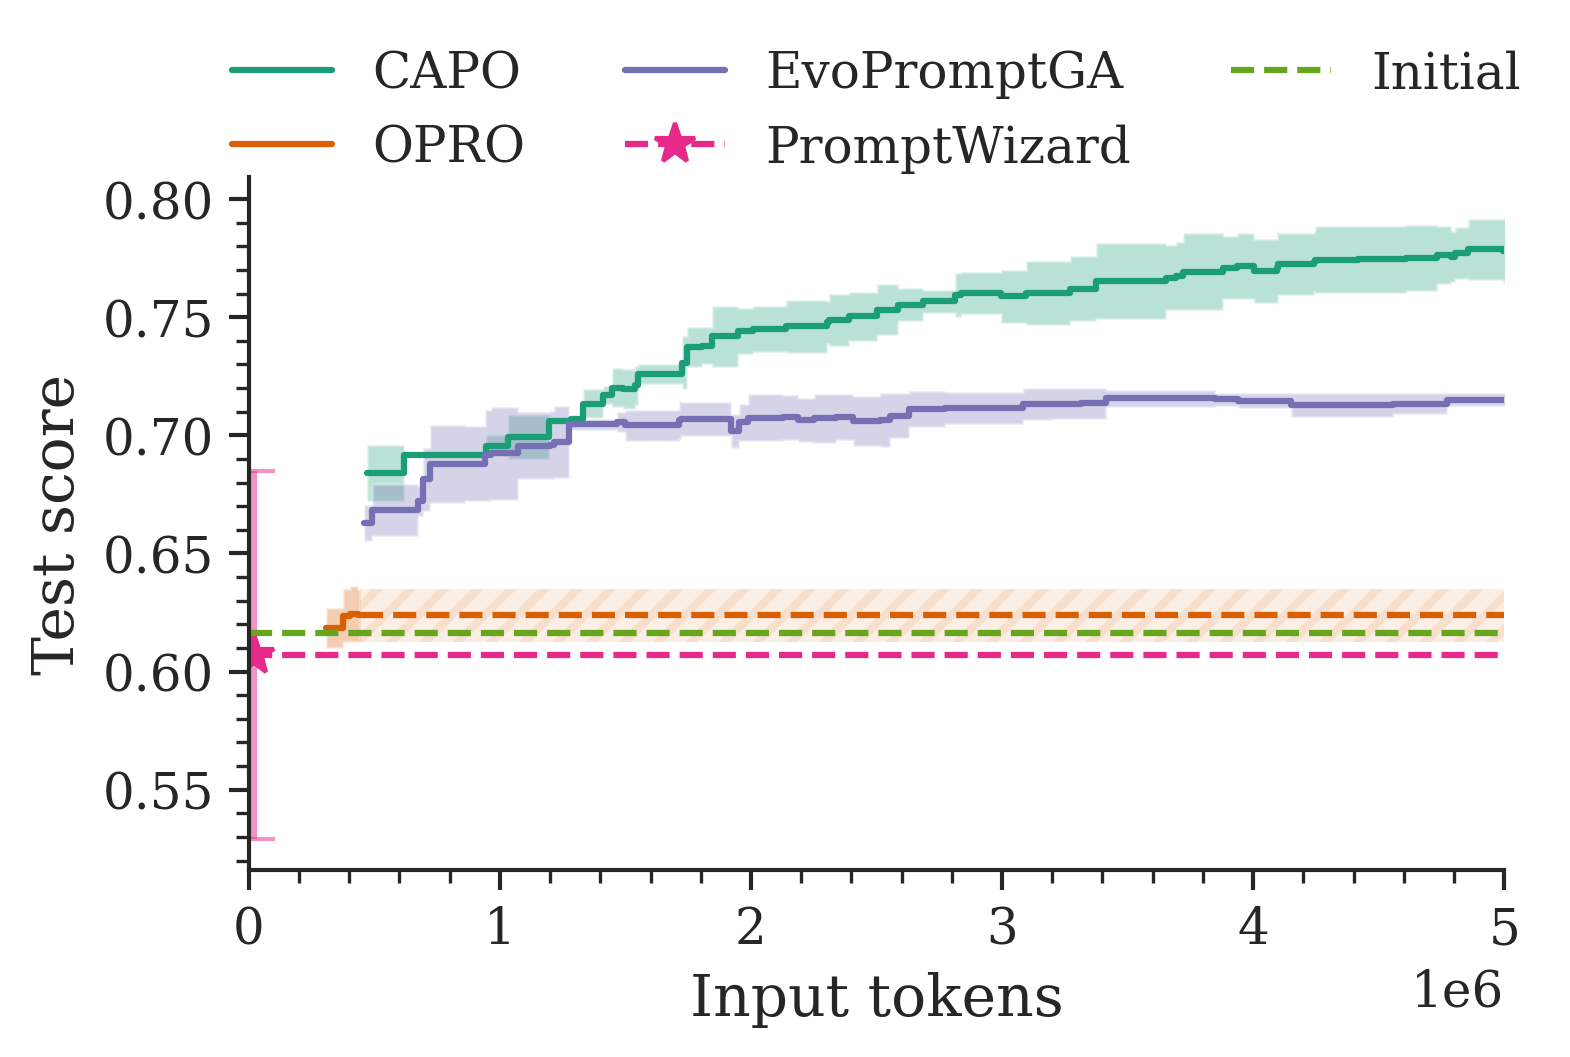 CAPO EvoPromptGA Initial
OPRO PromptWizard
0.80
0.75
0.70
0.65
0.60
0.55
Test score
0 1 2 3 4 5
1e6
Input tokens